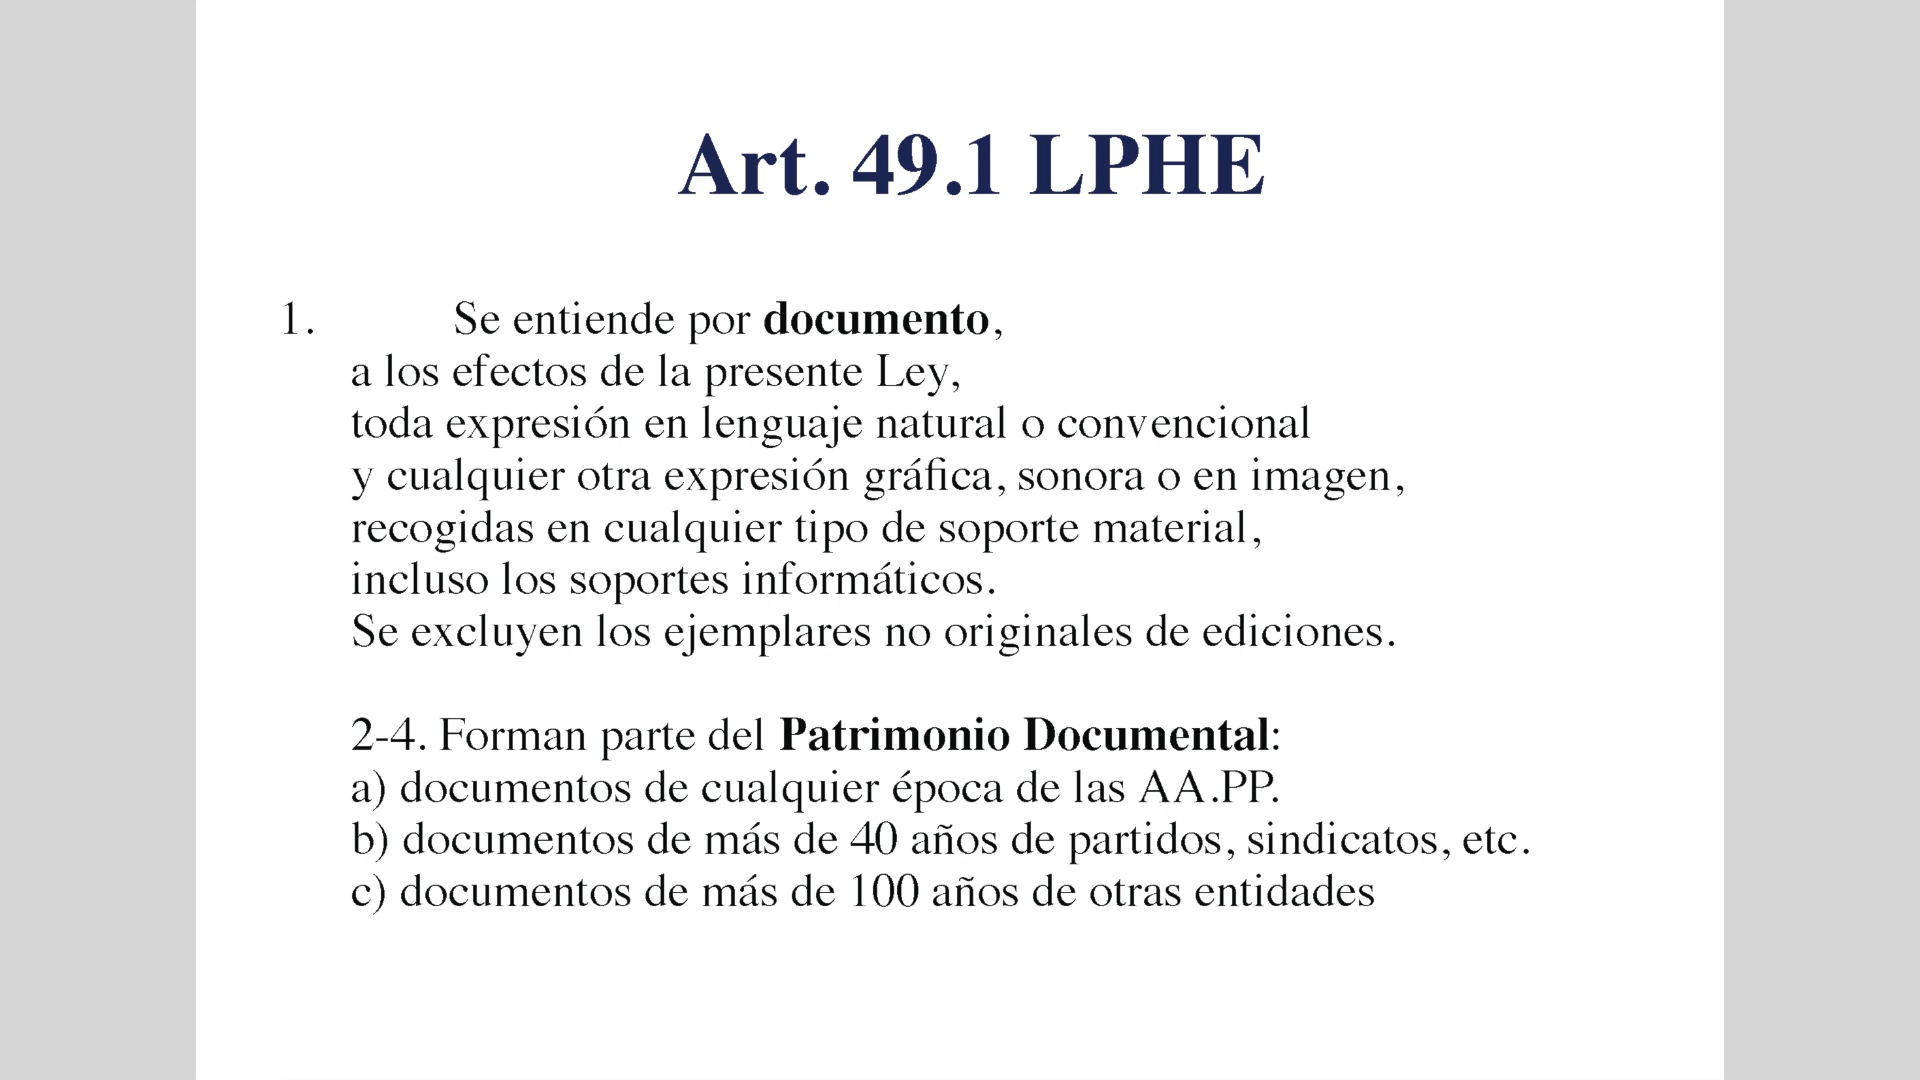 Art. 49.1 LPHE
1. Se entiende por documento,
a los efectos de la presente Ley,
toda expresión en lenguaje natural o convencional
y cualquier otra expresión gráfica, sonora o en imagen,
recogidas en cualquier tipo de soporte material,
incluso los soportes informáticos.
Se excluyen los ejemplares no originales de ediciones.
2-4. Forman parte del Patrimonio Documental:
a) documentos de cualquier época de las AA.PP.
b) documentos de más de 40 años de partidos, sindicatos, etc.
c) documentos de más de 100 años de otras entidades